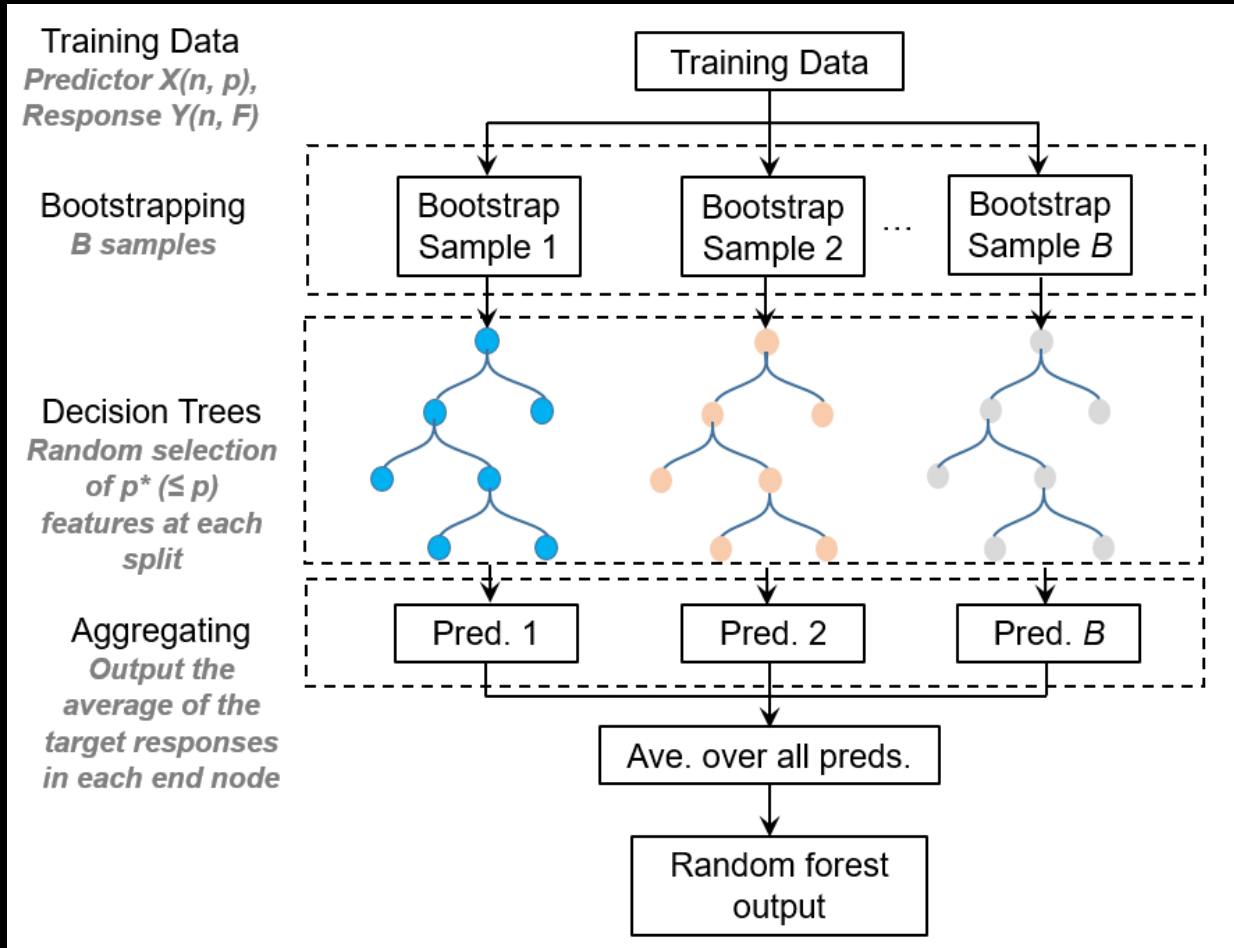 Training Data
Predictor X(n, p),
Response Y(n, F)
Training Data
Bootstrapping
B samples
Bootstrap
Sample 1
Bootstrap
Sample 2
...
Bootstrap
Sample B
Decision Trees
Random selection
of p* (≤ p)
features at each
split
Aggregating
Output the
average of the
target responses
in each end node
Pred. 1
Pred. 2
Pred. B
Ave. over all preds.
Random forest
output